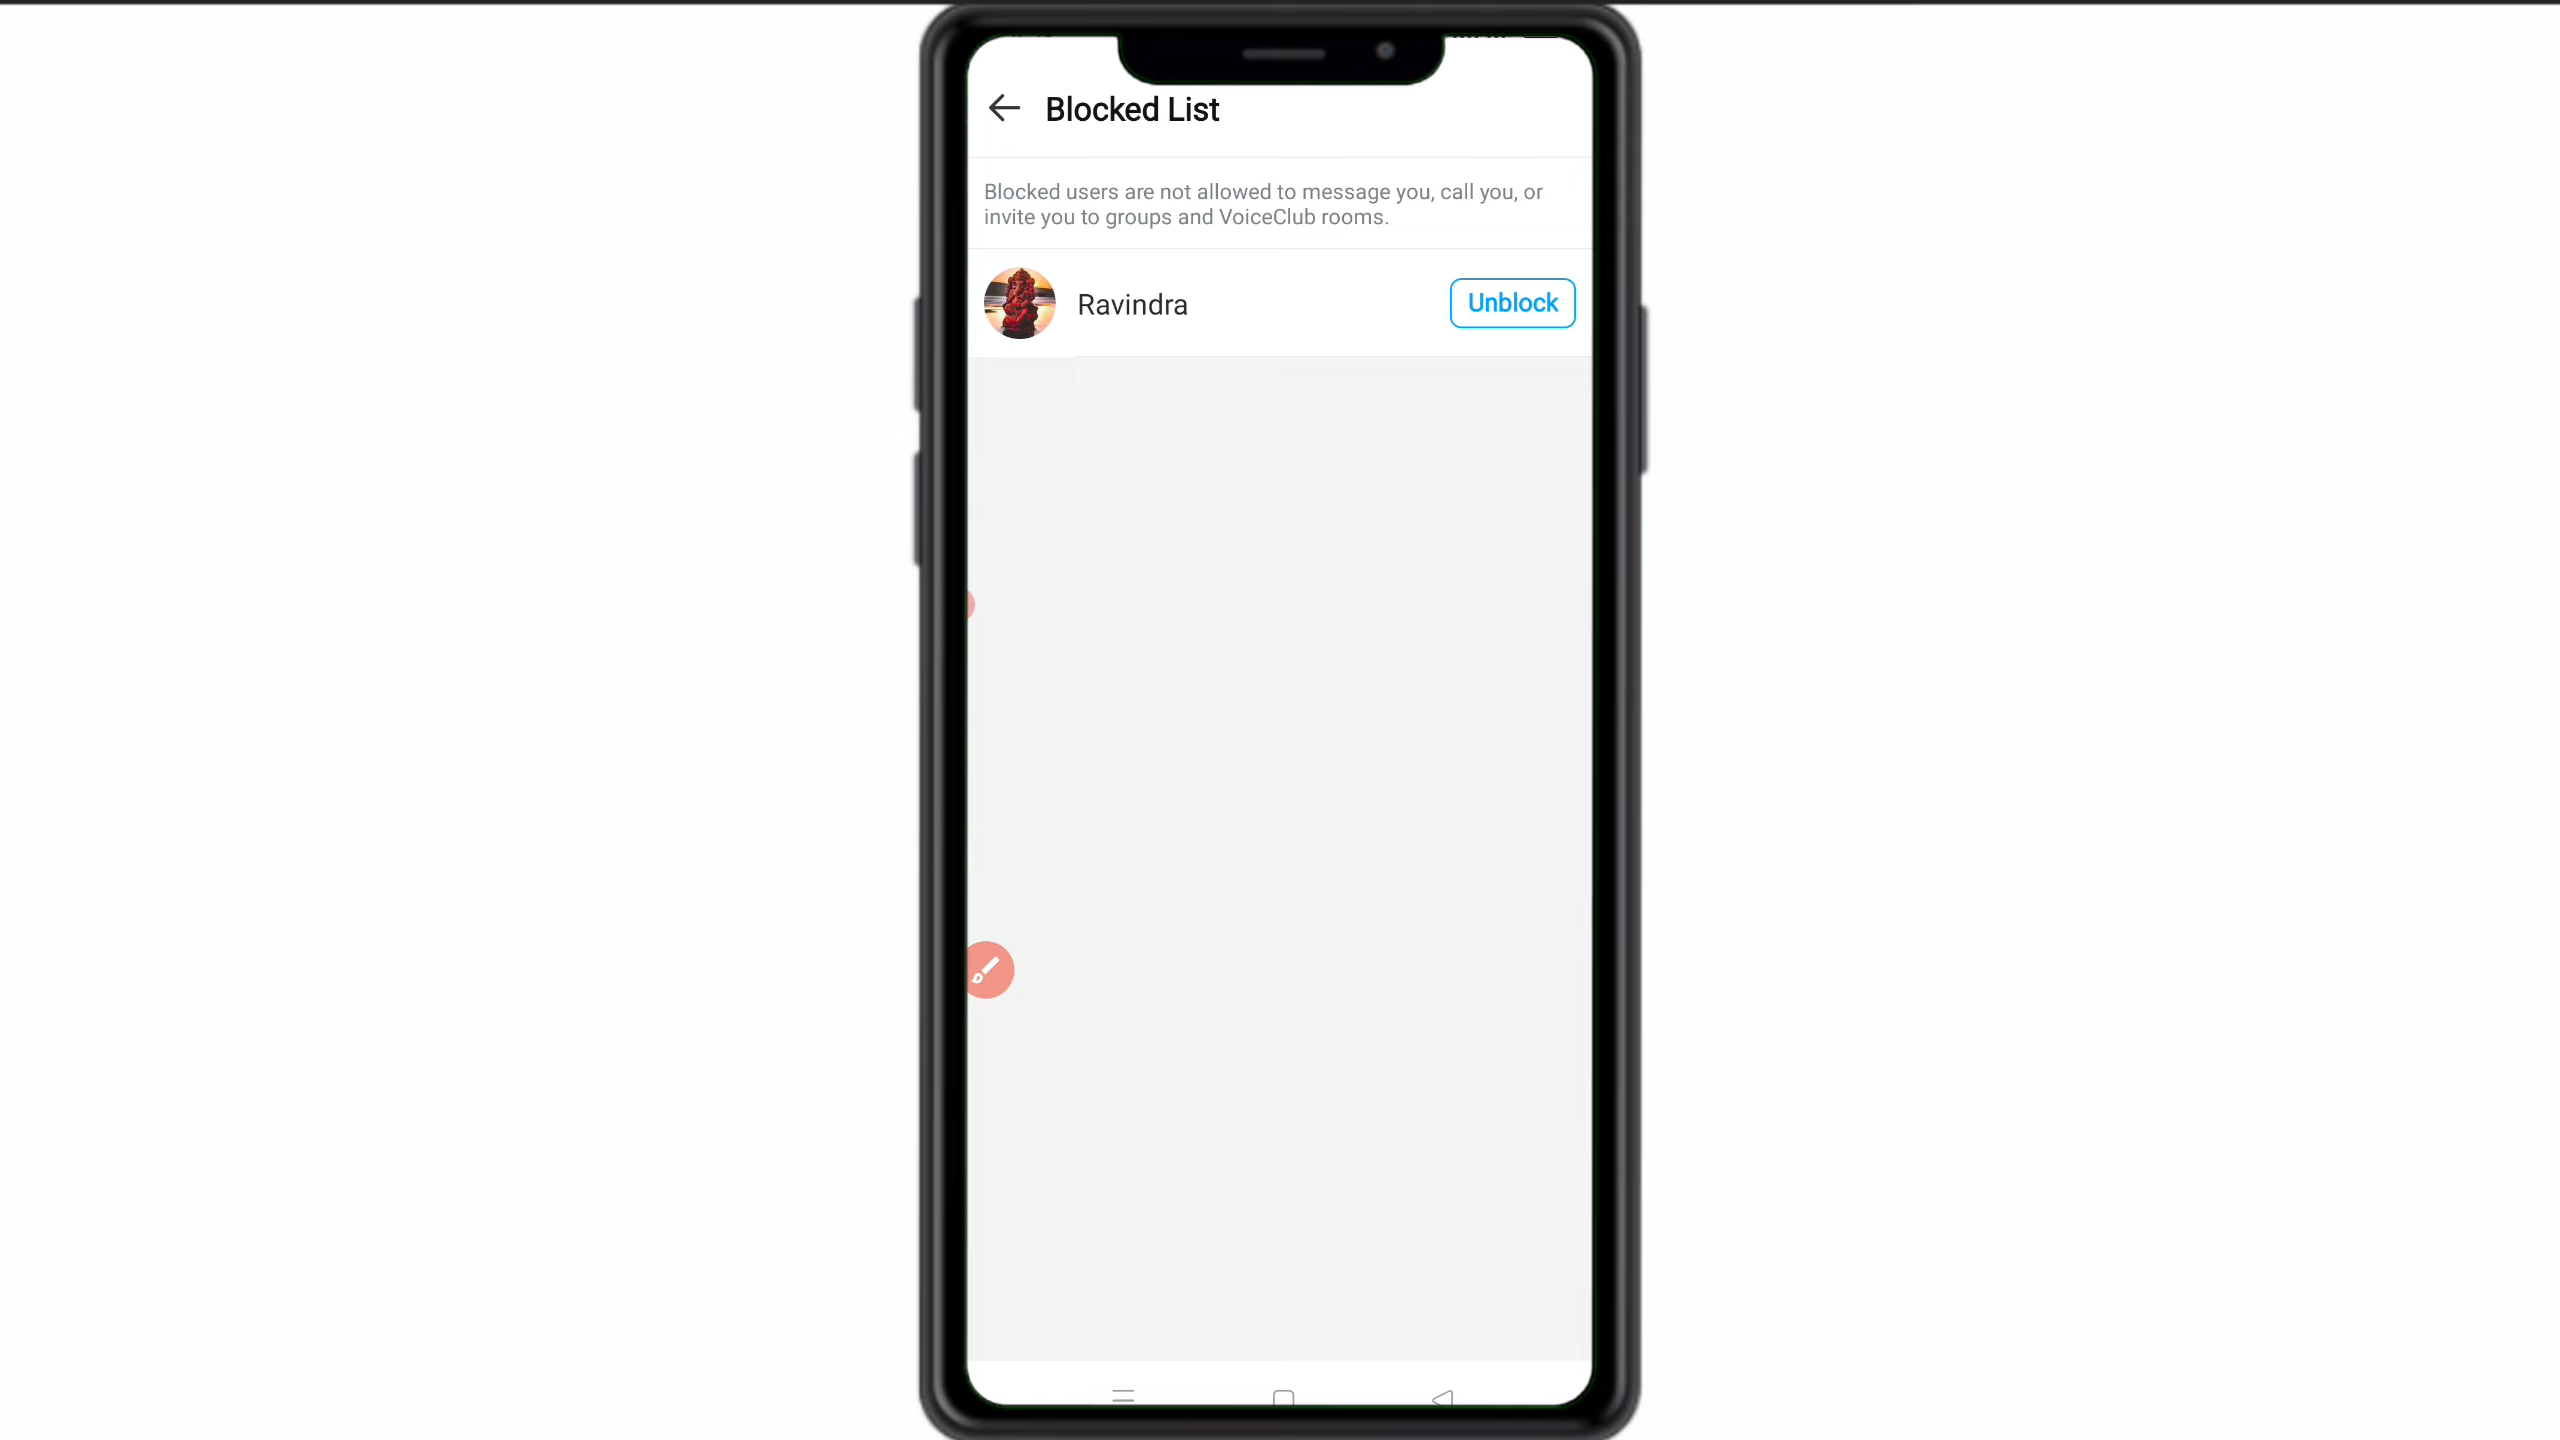 Blocked List
Blocked users are not allowed to message you, call you, or
invite you to groups and VoiceClub rooms.
Ravindra
Unblock